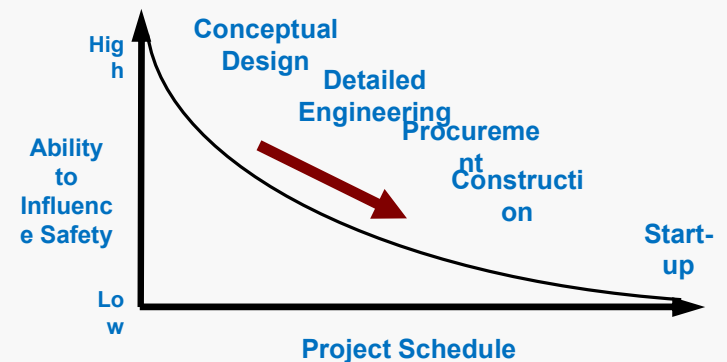 Hig
h
Conceptual
Design
Detailed
Engineering
Procureme
nt
Constructi
on
Ability
to
Influenc
e Safety
Start-
up
Lo
w
Project Schedule